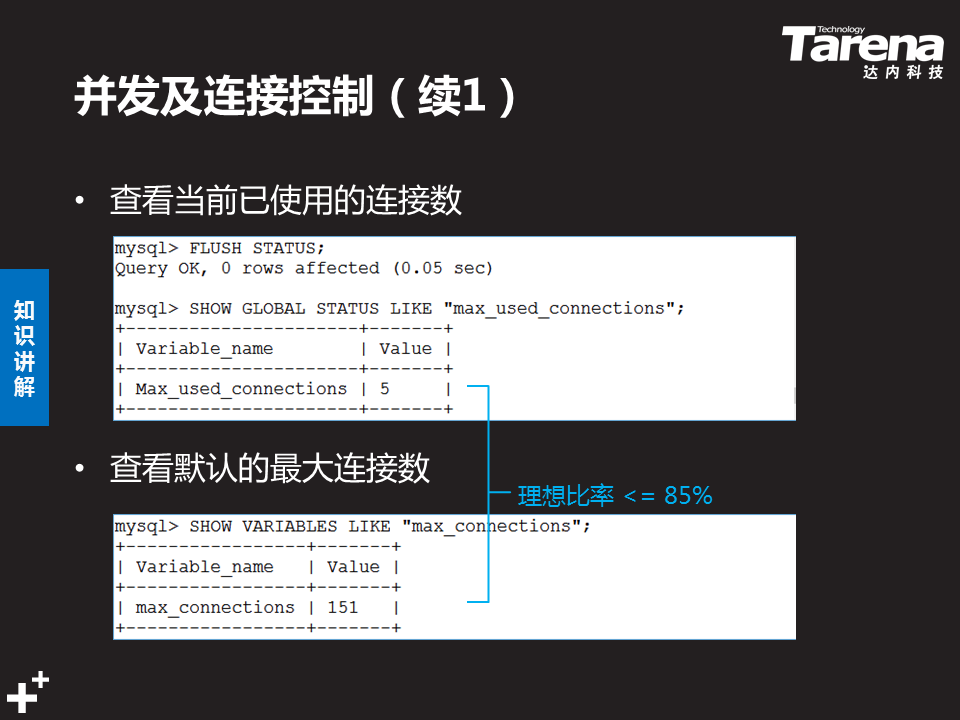 Technology
Tarena
达内科技
并发及连接控制（续1）
• 查看当前已使用的连接数
mysql> FLUSH STATUS;
Query OK, 0 rows affected (0.05 sec)
mysql> SHOW GLOBAL STATUS LIKE "max_used_connections";
+----------------------+-------+
| Variable_name        | Value |
+----------------------+-------+
| Max_used_connections | 5     |
+----------------------+-------+
知识讲解
• 查看默认的最大连接数
理想比率 <= 85%
mysql> SHOW VARIABLES LIKE "max_connections";
+-----------------+-------+
| Variable_name   | Value |
+-----------------+-------+
| max_connections | 151   |
+-----------------+-------+